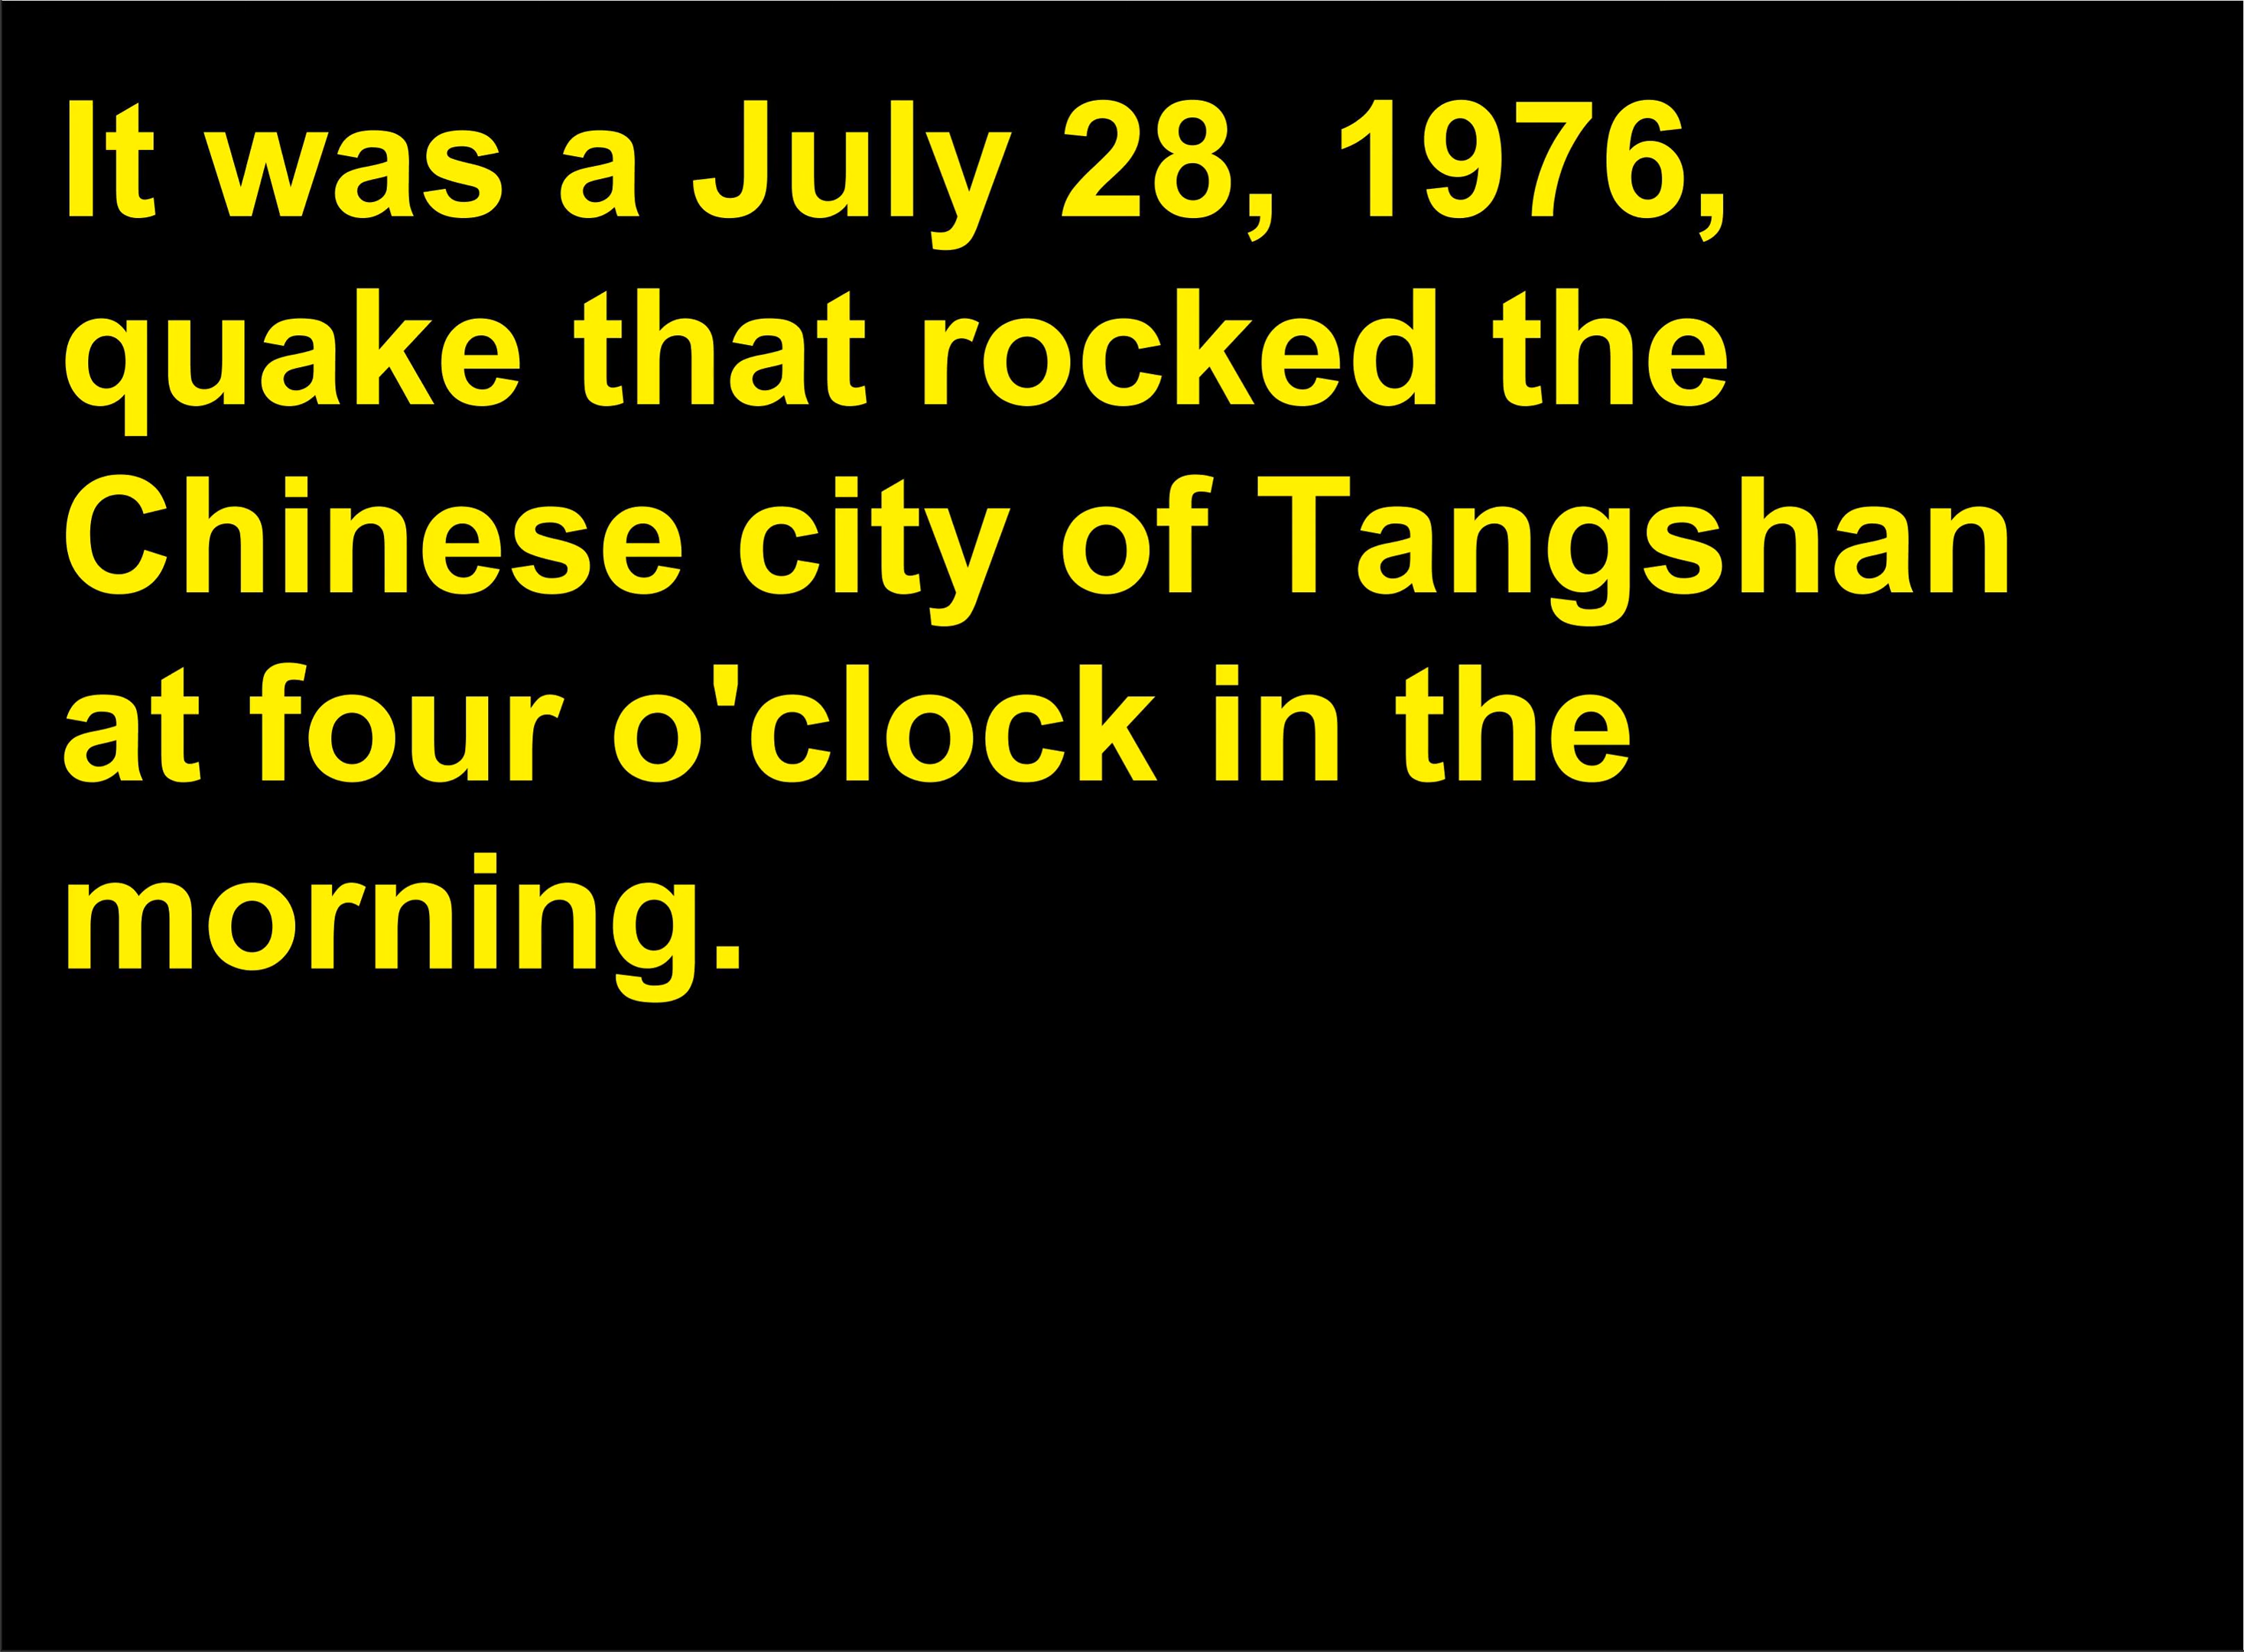 It was a July 28, 1976,
quake that rocked the
Chinese city of Tangshan
at four o'clock in the
morning.